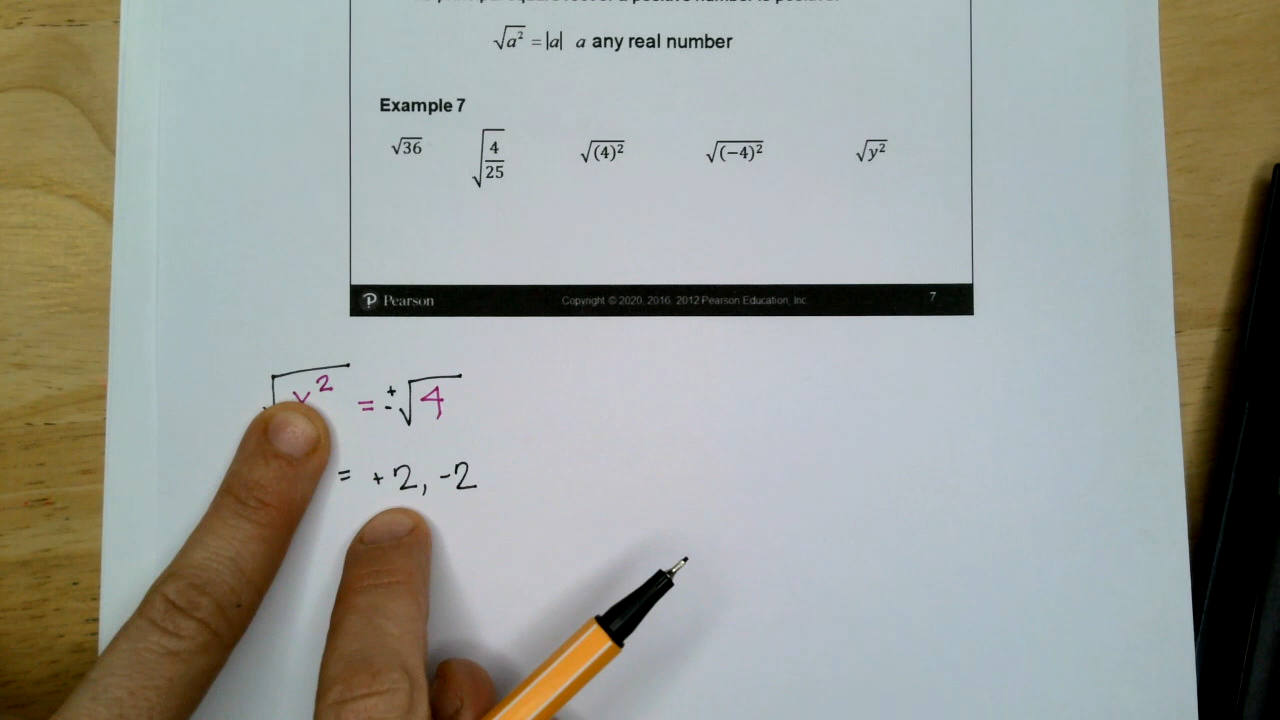 √a² = |a| a any real number
Example 7
√36 √(4/25) √(4)² √(−4)² √y²
Pearson Copyright © 2020, 2016, 2012 Pearson Education, Inc. 7
√x² = ±√4
= +2, -2